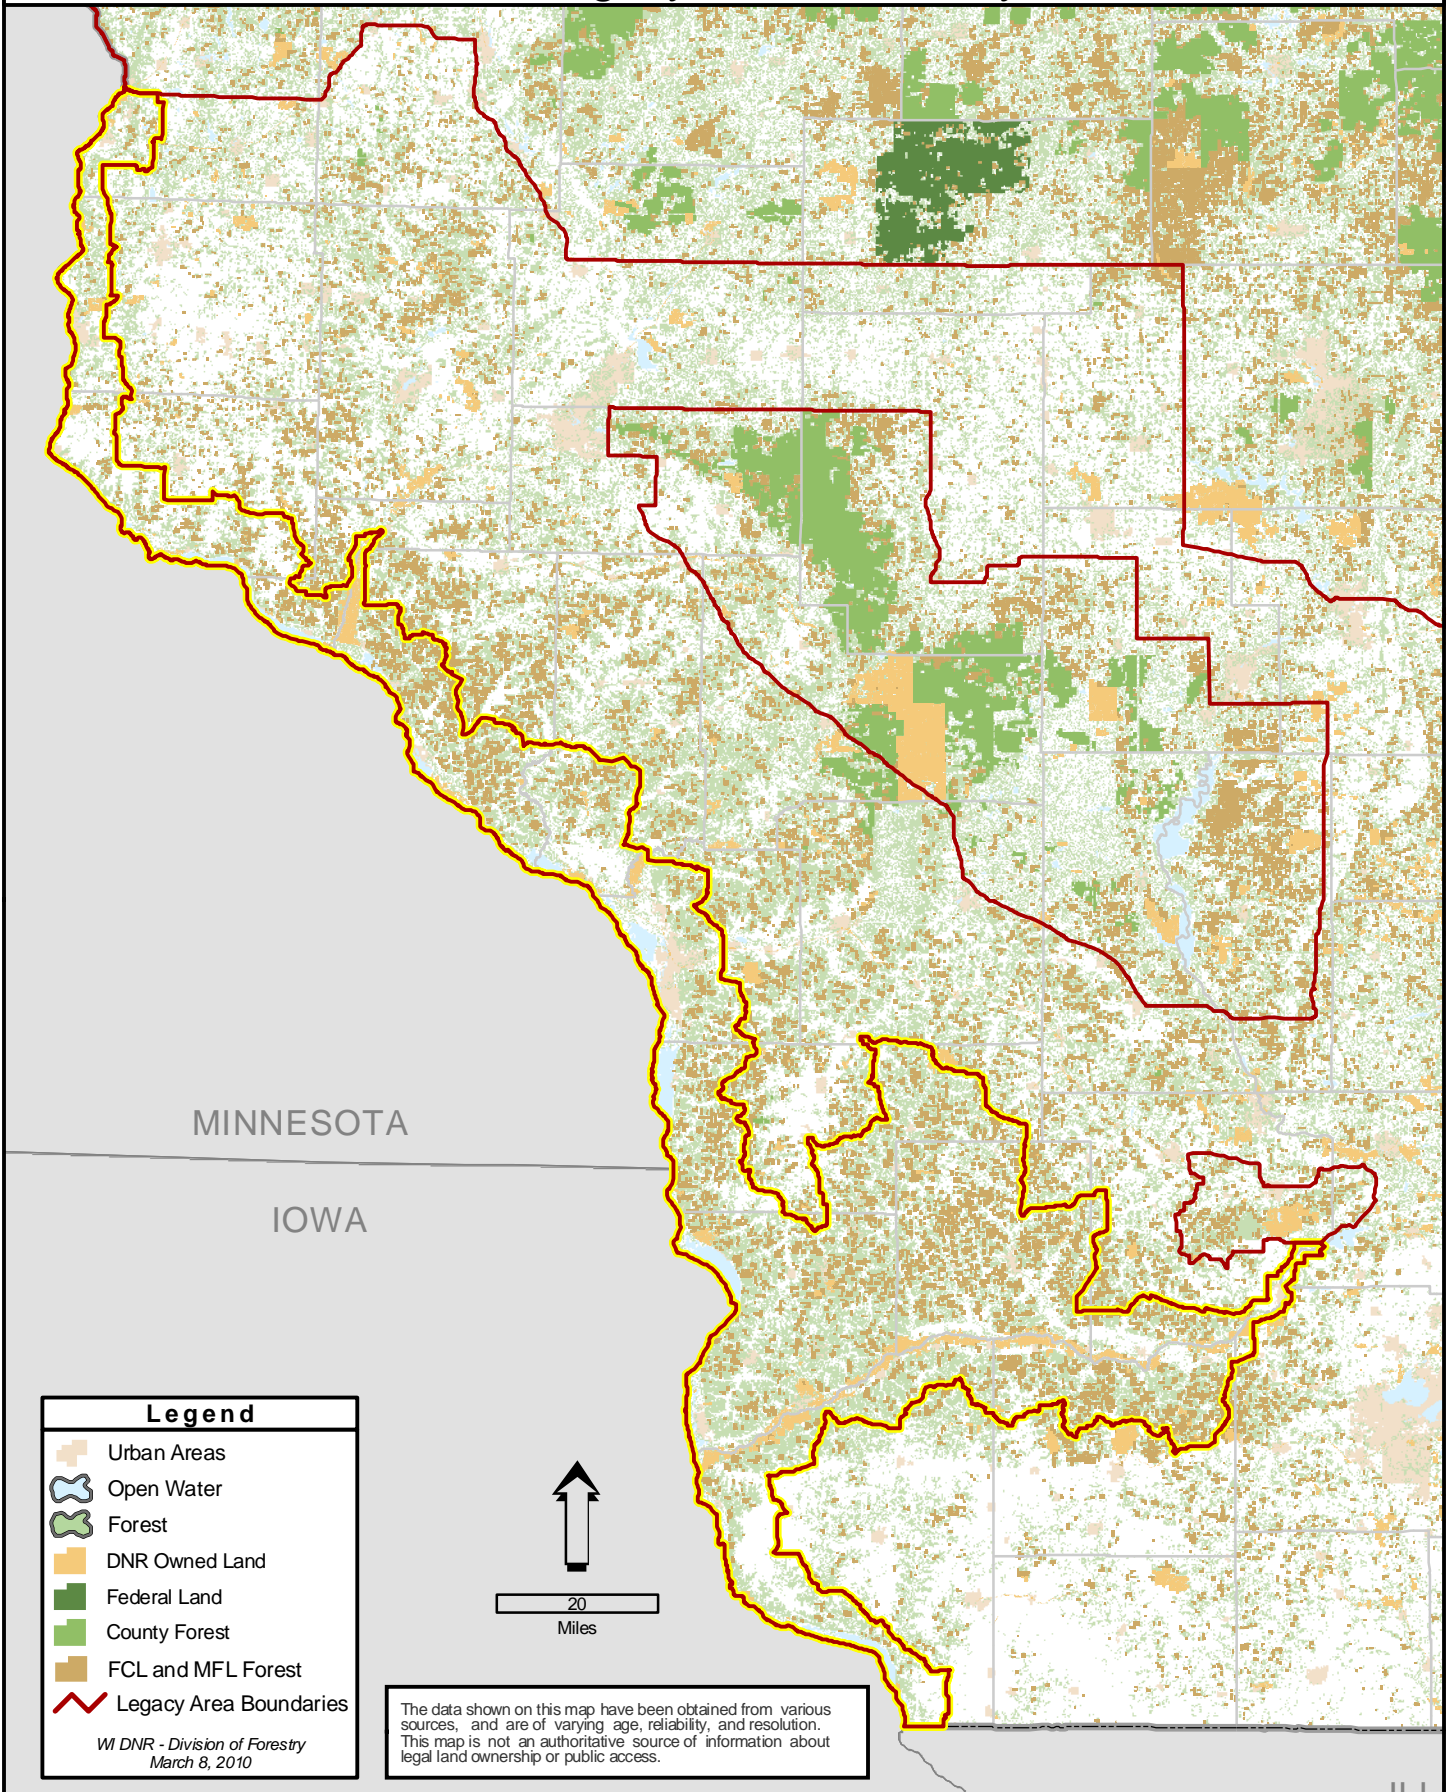 MINNESOTA
IOWA
Legend
Urban Areas
Open Water
Forest
DNR Owned Land
Federal Land
County Forest
FCL and MFL Forest
Legacy Area Boundaries
WI DNR - Division of Forestry
March 8, 2010
20
Miles
The data shown on this map have been obtained from various
sources, and are of varying age, reliability, and resolution.
This map is not an authoritative source of information about
legal land ownership or public access.